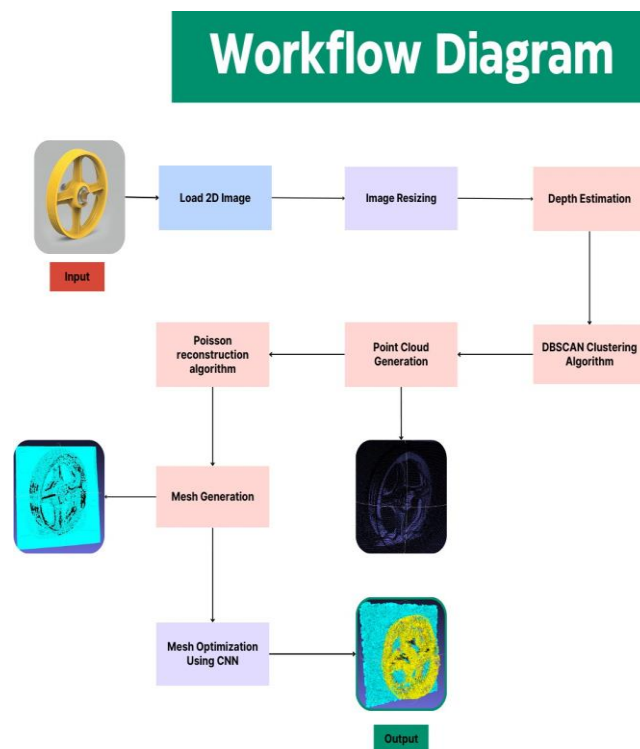 Workflow Diagram
Load 2D Image
Image Resizing
Depth Estimation
Input
Poisson
reconstruction
algorithm
Point Cloud
Generation
DBSCAN Clustering
Algorithm
Mesh Generation
Mesh Optimization
Using CNN
Output